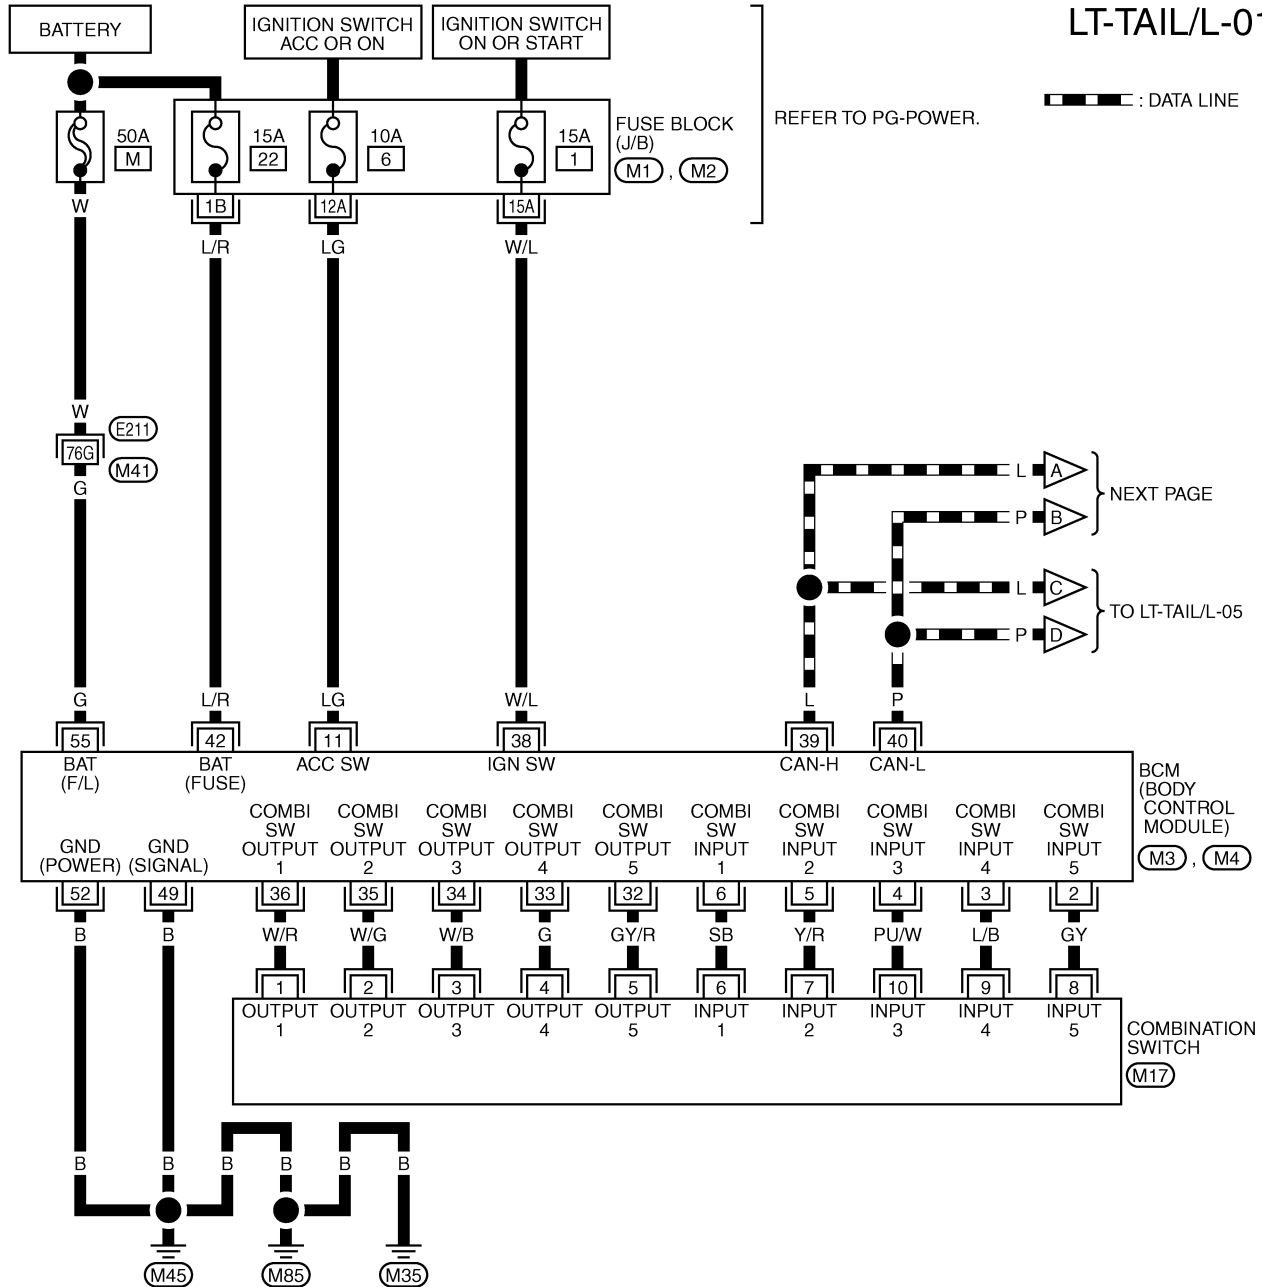 LT-TAIL/L-01
BATTERY
IGNITION SWITCH
ACC OR ON
IGNITION SWITCH
ON OR START
: DATA LINE
REFER TO PG-POWER.
50A
M
15A
22
10A
6
15A
1
FUSE BLOCK
(J/B)
M1 , M2
W
1B
12A
15A
L/R
LG
W/L
W
E211
76G
M41
G
L
A
P
B
NEXT PAGE
L
C
P
D
TO LT-TAIL/L-05
G
L/R
LG
W/L
L
P
55
42
11
38
39
40
BAT
(F/L)
BAT
(FUSE)
ACC SW
IGN SW
CAN-H
CAN-L
BCM
(BODY
CONTROL
MODULE)
M3 , M4
GND
(POWER)
GND
(SIGNAL)
COMBI
SW
OUTPUT
1
COMBI
SW
OUTPUT
2
COMBI
SW
OUTPUT
3
COMBI
SW
OUTPUT
4
COMBI
SW
OUTPUT
5
COMBI
SW
INPUT
1
COMBI
SW
INPUT
2
COMBI
SW
INPUT
3
COMBI
SW
INPUT
4
COMBI
SW
INPUT
5
52
49
36
35
34
33
32
6
5
4
3
2
B
B
W/R
W/G
W/B
G
GY/R
SB
Y/R
PU/W
L/B
GY
1
2
3
4
5
6
7
10
9
8
OUTPUT
1
OUTPUT
2
OUTPUT
3
OUTPUT
4
OUTPUT
5
INPUT
1
INPUT
2
INPUT
3
INPUT
4
INPUT
5
COMBINATION
SWITCH
M17
B
B
B
B
B
B
M45
M85
M35